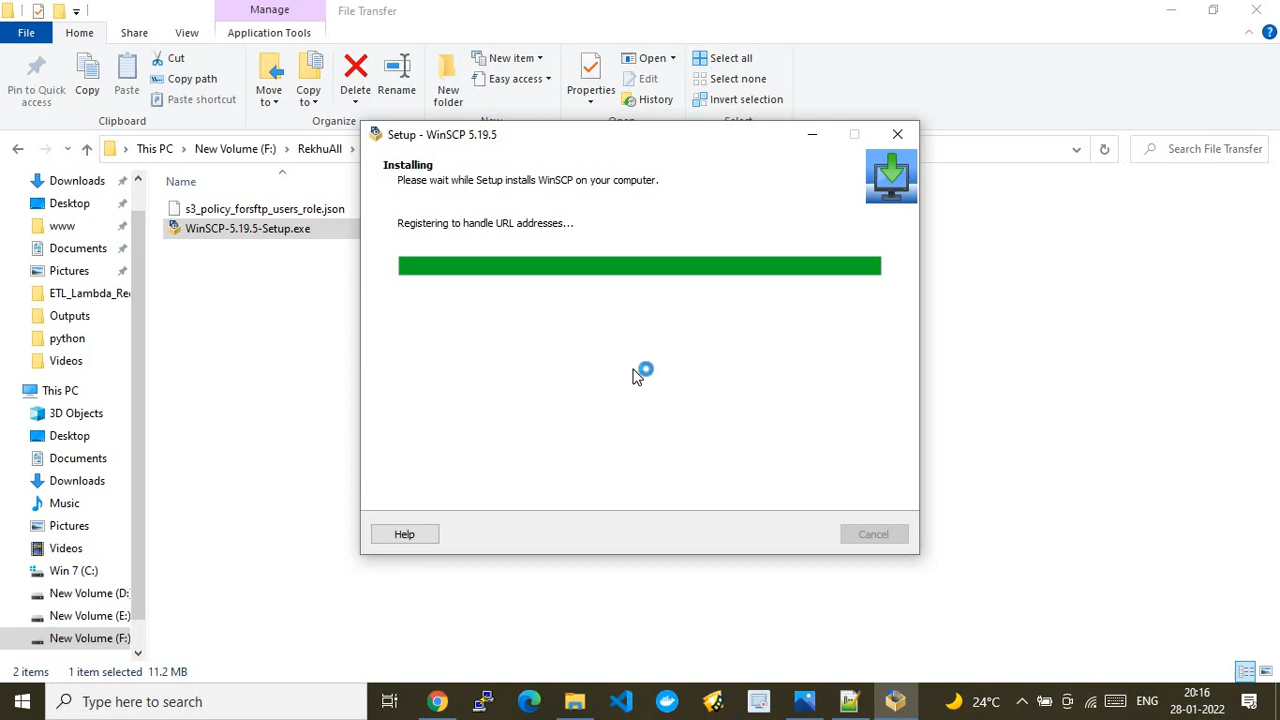 Manage
File Transfer
File
Home
Share
View
Application Tools
Pin to Quick
access
Copy
Paste
Cut
Copy path
Paste shortcut
Clipboard
Move
to
Copy
to
Delete
Rename
Organize
New
folder
New item
Easy access
New
Properties
Open
Edit
History
Open
Select all
Select none
Invert selection
Select
This PC
New Volume (F:)
RekhuAll
Search File Transfer
Downloads
Desktop
www
Documents
Pictures
ETL_Lambda_Re
Outputs
python
Videos
This PC
3D Objects
Desktop
Documents
Downloads
Music
Pictures
Videos
Win 7 (C:)
New Volume (D:
New Volume (E:)
New Volume (F:)
Name
s3_policy_forsftp_users_role.json
WinSCP-5.19.5-Setup.exe
Setup - WinSCP 5.19.5
Installing
Please wait while Setup installs WinSCP on your computer.
Registering to handle URL addresses...
Help
Cancel
2 items
1 item selected 11.2 MB
Type here to search
24°C
ENG
20:16
28-01-2022